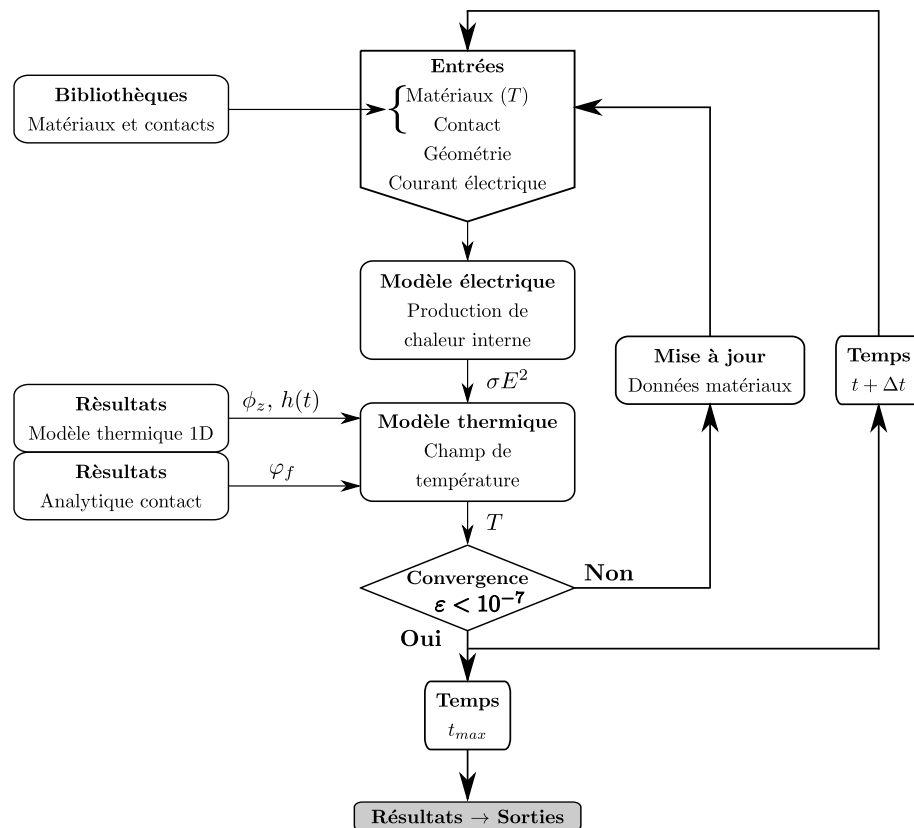 Entrées
Matériaux (T)
Contact
Géométrie
Courant électrique
Bibliothèques
Matériaux et contacts
Modèle électrique
Production de
chaleur interne
σE²
Mise à jour
Données matériaux
Temps
t + Δt
Rèsultats
Modèle thermique 1D
ϕz, h(t)
Rèsultats
Analytique contact
φf
Modèle thermique
Champ de
température
T
Convergence
ε < 10⁻⁷
Non
Oui
Temps
tmax
Résultats → Sorties